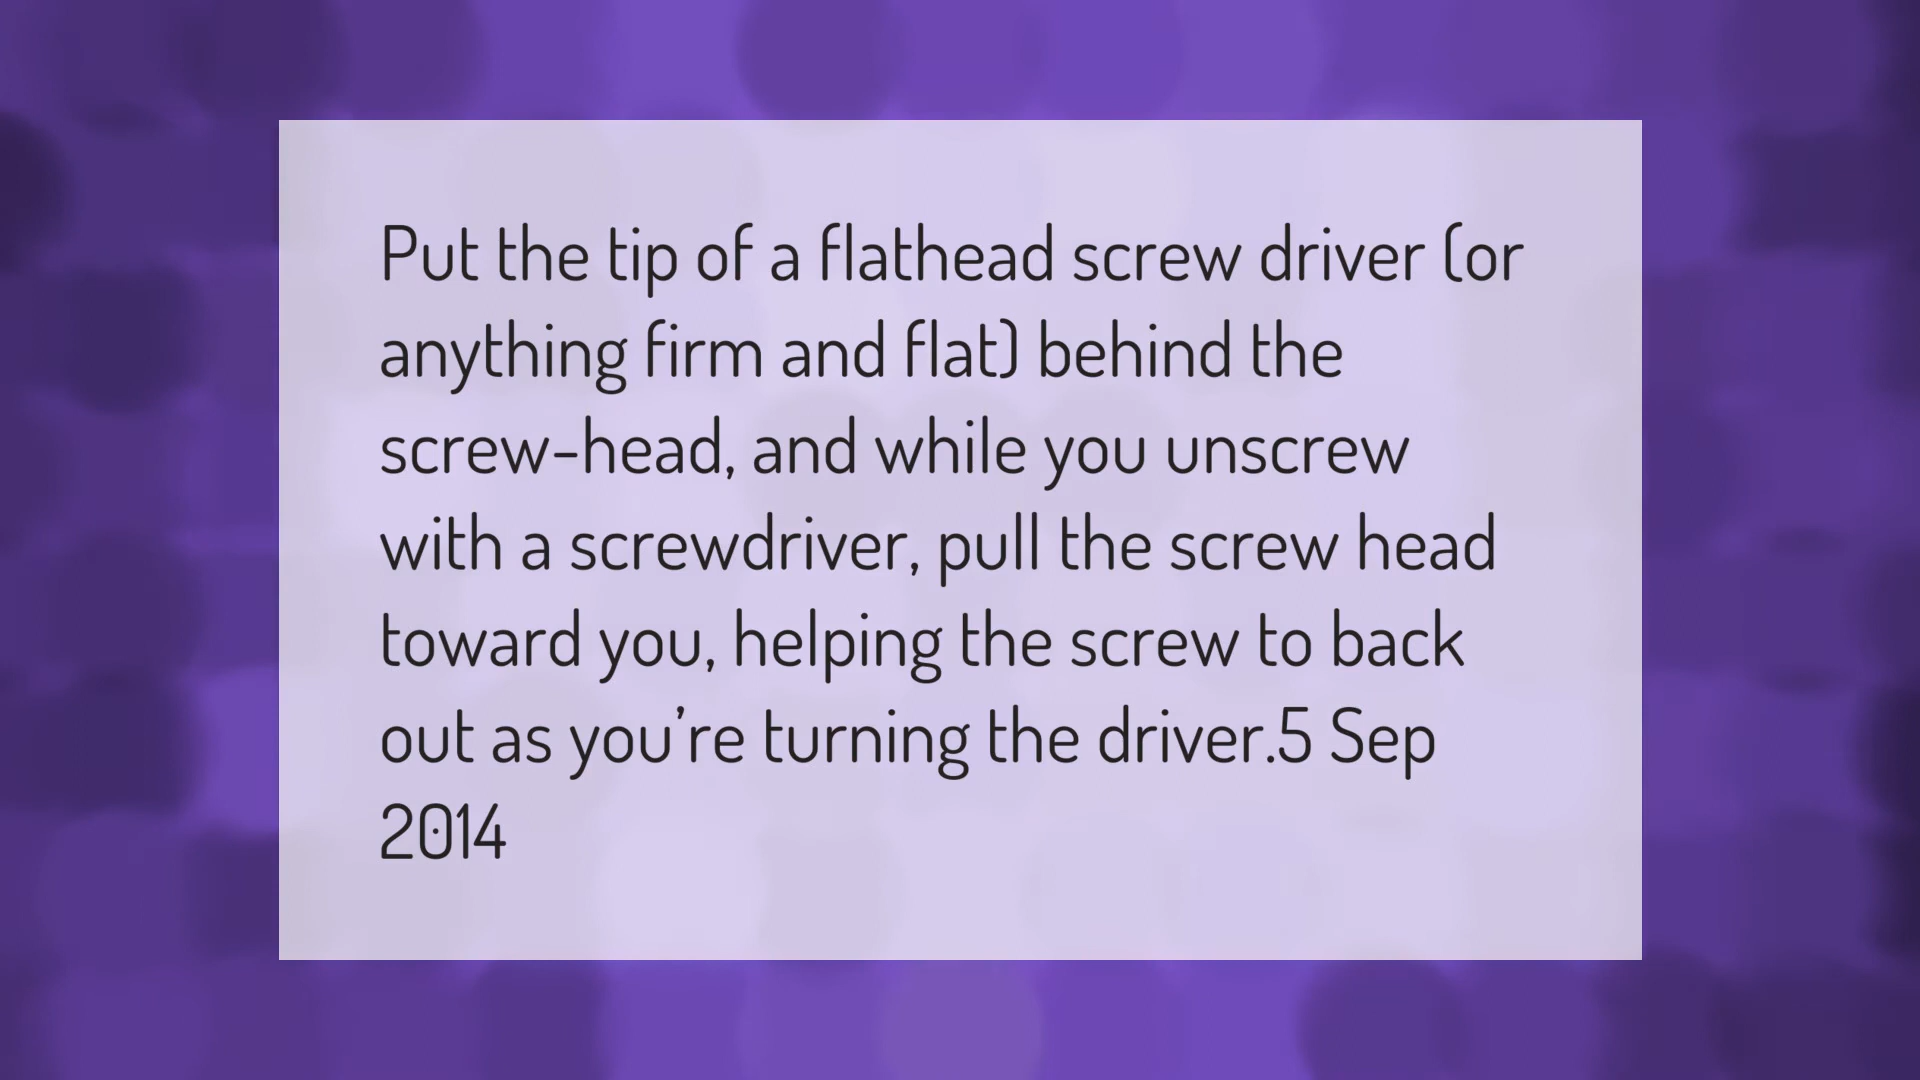 Put the tip of a flathead screw driver (or
anything firm and flat) behind the
screw-head, and while you unscrew
with a screwdriver, pull the screw head
toward you, helping the screw to back
out as you’re turning the driver.5 Sep
2014